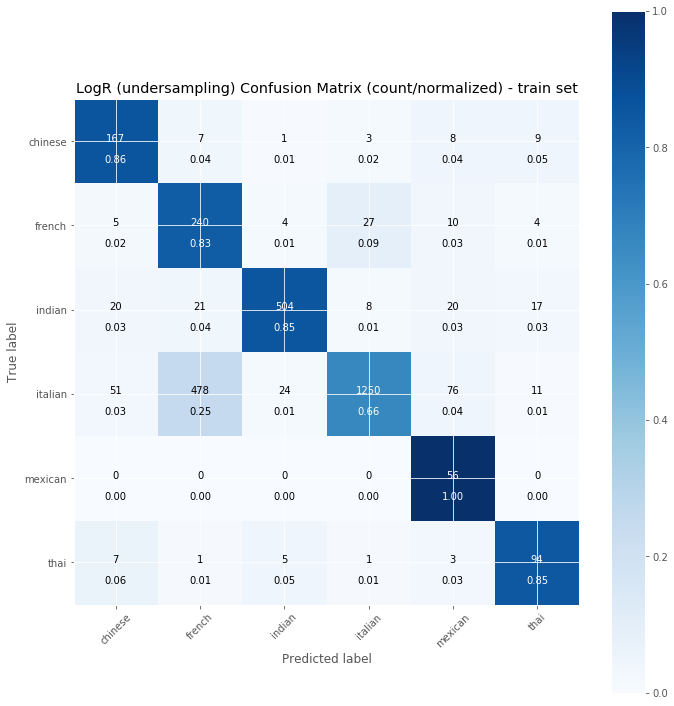 LogR (undersampling) Confusion Matrix (count/normalized) - train set
1.0
0.8
0.6
0.4
0.2
0.0
True label
chinese 167 7 1 3 8 9
0.86 0.04 0.01 0.02 0.04 0.05
french 5 240 4 27 10 4
0.02 0.83 0.01 0.09 0.03 0.01
indian 20 21 504 8 20 17
0.03 0.04 0.85 0.01 0.03 0.03
italian 51 478 24 1250 76 11
0.03 0.25 0.01 0.66 0.04 0.01
mexican 0 0 0 0 56 0
0.00 0.00 0.00 0.00 1.00 0.00
thai 7 1 5 1 3 94
0.06 0.01 0.05 0.01 0.03 0.85
chinese french indian italian mexican thai
Predicted label